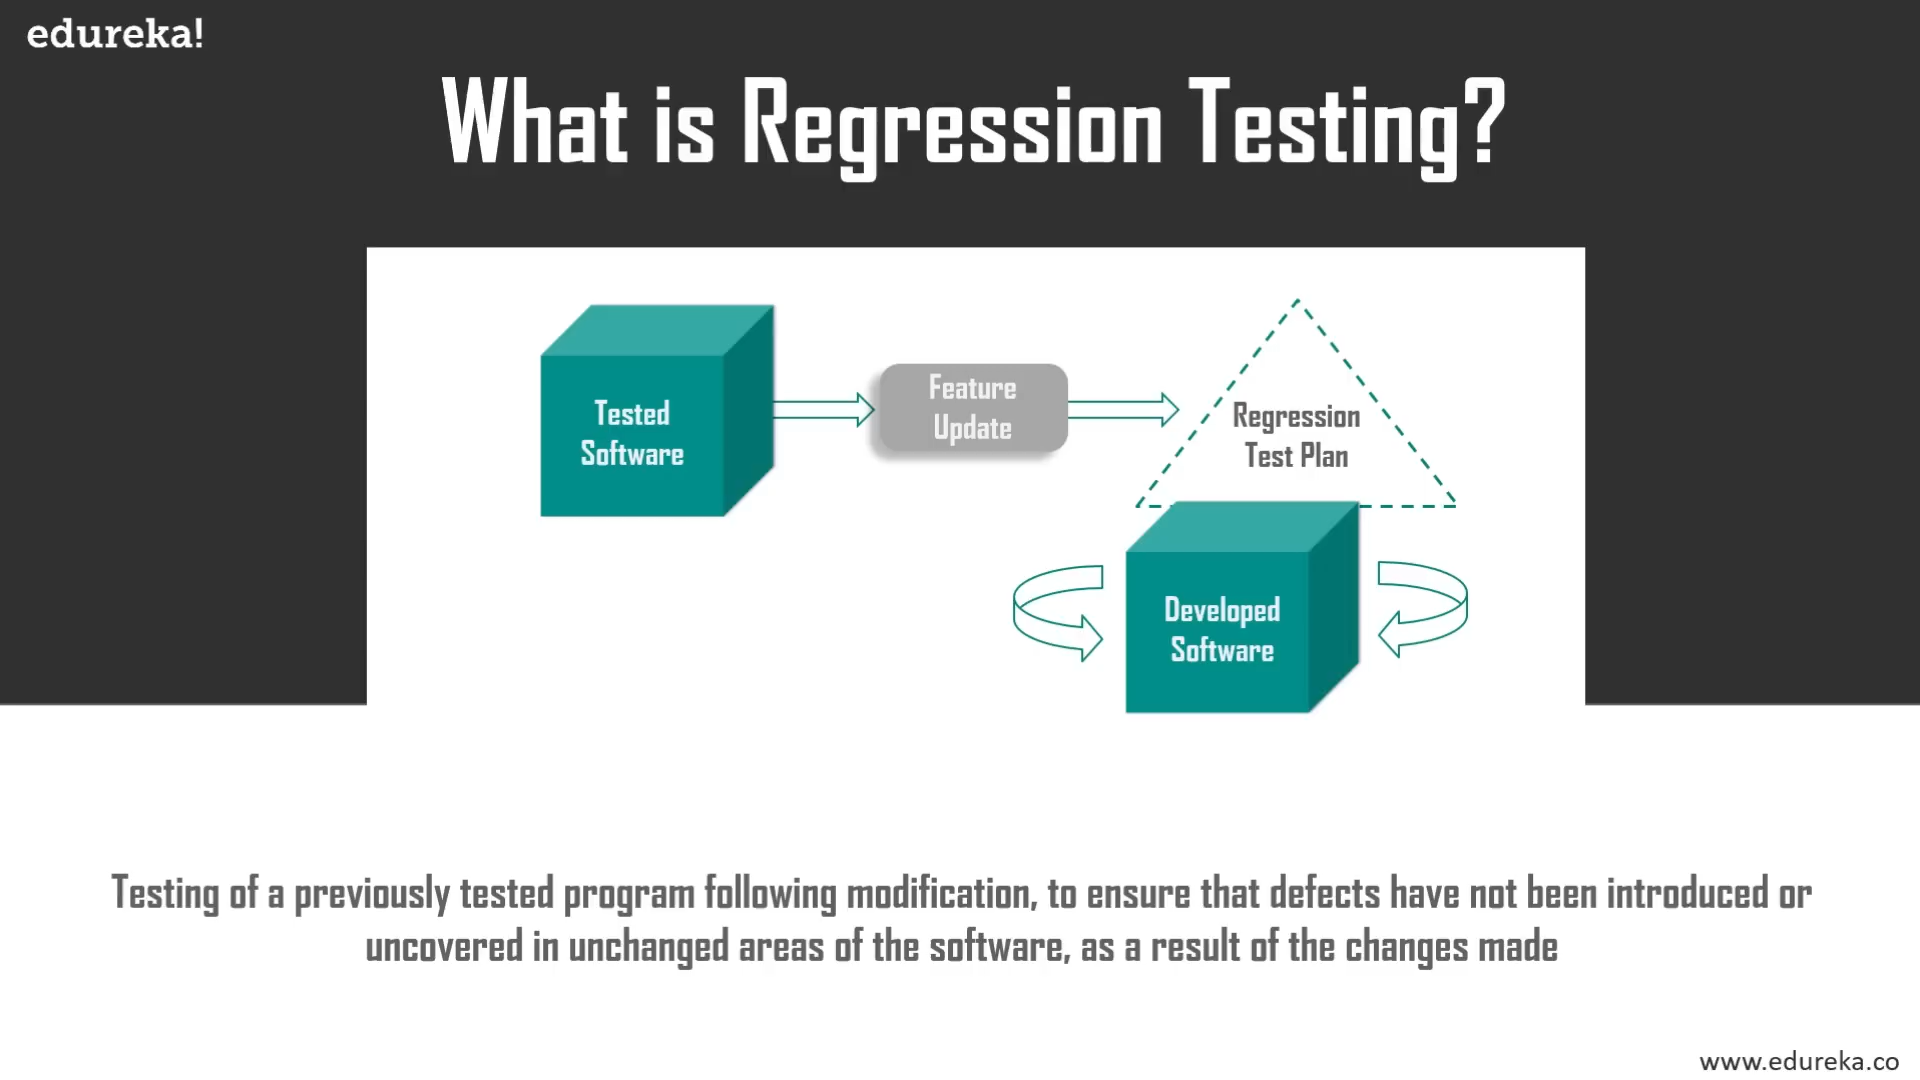 edureka!
What is Regression Testing?
Tested
Software
Feature
Update
Regression
Test Plan
Developed
Software
Testing of a previously tested program following modification, to ensure that defects have not been introduced or
uncovered in unchanged areas of the software, as a result of the changes made
www.edureka.co